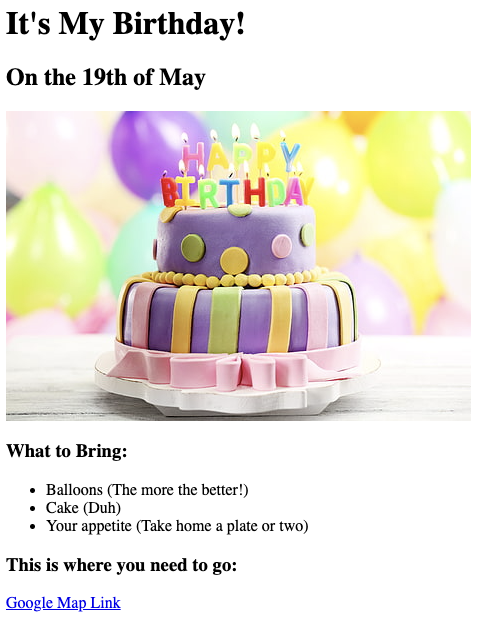 It's My Birthday!
On the 19th of May
HAPPY
BIRTHDAY
What to Bring:
Balloons (The more the better!)
Cake (Duh)
Your appetite (Take home a plate or two)
This is where you need to go:
Google Map Link